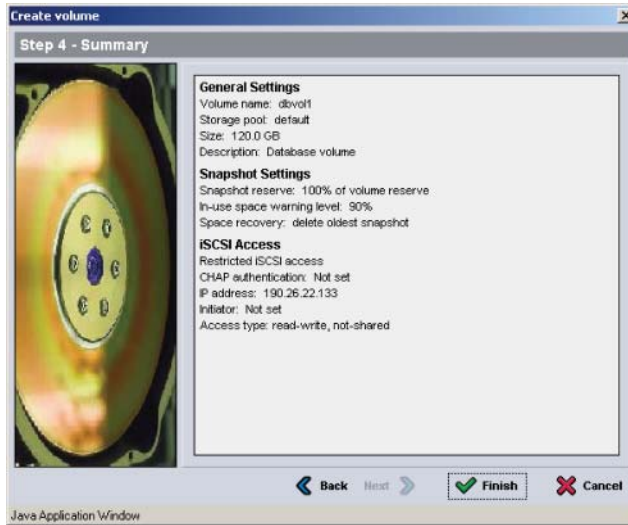 Create volume
Step 4 - Summary
General Settings
Volume name: dbvol1
Storage pool: default
Size: 120.0 GB
Description: Database volume
Snapshot Settings
Snapshot reserve: 100% of volume reserve
In-use space warning level: 90%
Space recovery: delete oldest snapshot
iSCSI Access
Restricted iSCSI access
CHAP authentication: Not set
IP address: 190.26.22.133
Initiator: Not set
Access type: read-write, not-shared
Back Next Finish Cancel
Java Application Window